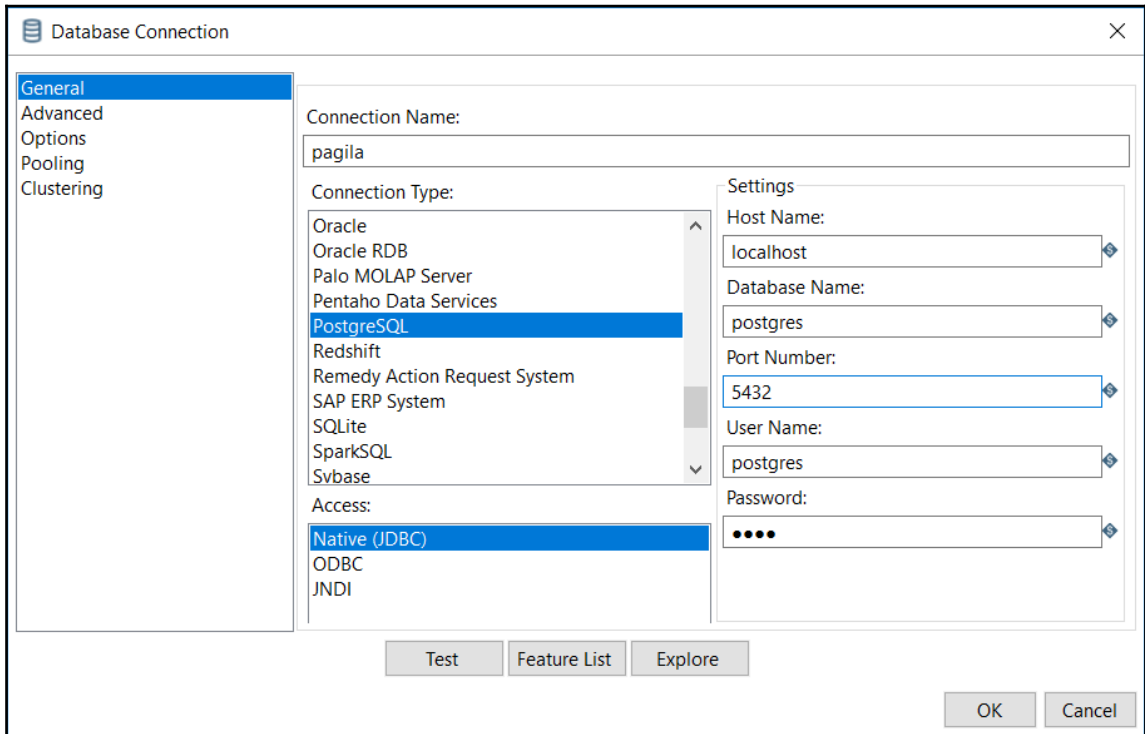 Database Connection
General
Advanced
Options
Pooling
Clustering
Connection Name:
pagila
Connection Type:
Oracle
Oracle RDB
Palo MOLAP Server
Pentaho Data Services
PostgreSQL
Redshift
Remedy Action Request System
SAP ERP System
SQLite
SparkSQL
Sybase
Access:
Native (JDBC)
ODBC
JNDI
Settings
Host Name:
localhost
Database Name:
postgres
Port Number:
5432
User Name:
postgres
Password:
●●●●
Test
Feature List
Explore
OK
Cancel